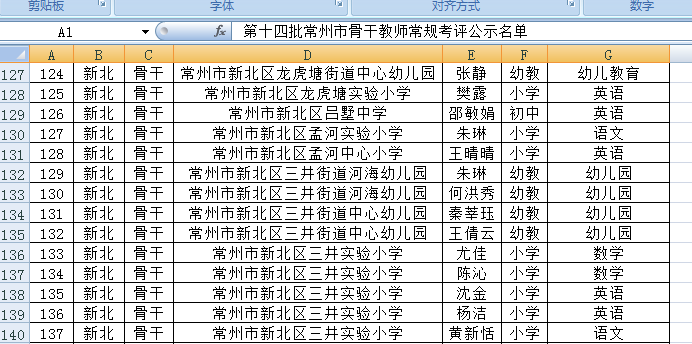 剪贴板 字体 对齐方式 数字
A1 fx 第十四批常州市骨干教师常规考评公示名单
A B C D E F G
127 124 新北 骨干 常州市新北区龙虎塘街道中心幼儿园 张静 幼教 幼儿教育
128 125 新北 骨干 常州市新北区龙虎塘实验小学 樊露 小学 英语
129 126 新北 骨干 常州市新北区吕墅中学 邵敏娟 初中 英语
130 127 新北 骨干 常州市新北区孟河实验小学 朱琳 小学 语文
131 128 新北 骨干 常州市新北区孟河中心小学 王晴晴 小学 英语
132 129 新北 骨干 常州市新北区三井街道河海幼儿园 朱琳 幼教 幼儿园
133 130 新北 骨干 常州市新北区三井街道河海幼儿园 何洪秀 幼教 幼儿园
134 131 新北 骨干 常州市新北区三井街道中心幼儿园 秦莘珏 幼教 幼儿园
135 132 新北 骨干 常州市新北区三井街道中心幼儿园 王倩云 幼教 幼儿园
136 133 新北 骨干 常州市新北区三井实验小学 尤佳 小学 数学
137 134 新北 骨干 常州市新北区三井实验小学 陈沁 小学 数学
138 135 新北 骨干 常州市新北区三井实验小学 沈金 小学 英语
139 136 新北 骨干 常州市新北区三井实验小学 杨洁 小学 英语
140 137 新北 骨干 常州市新北区三井实验小学 黄新恬 小学 语文